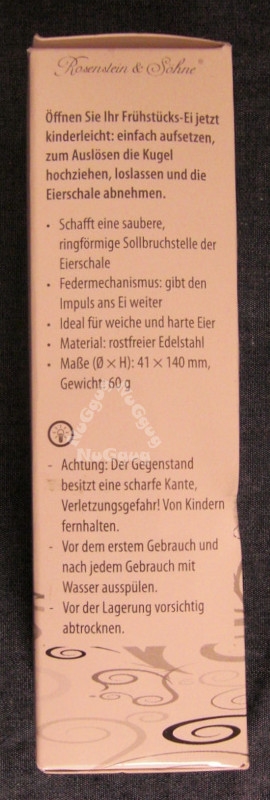 Rosenstein & Söhne®
Öffnen Sie Ihr Frühstücks-Ei jetzt
kinderleicht: einfach aufsetzen,
zum Auslösen die Kugel
hochziehen, loslassen und die
Eierschale abnehmen.
• Schafft eine saubere,
ringförmige Sollbruchstelle der
Eierschale
• Federmechanismus: gibt den
Impuls ans Ei weiter
• Ideal für weiche und harte Eier
• Material: rostfreier Edelstahl
• Maße (Ø × H): 41 × 140 mm,
Gewicht: 60 g
NuGgug NuGgug
NuGgug
- Achtung: Der Gegenstand
besitzt eine scharfe Kante,
Verletzungsgefahr! Von Kindern
fernhalten.
- Vor dem erstem Gebrauch und
nach jedem Gebrauch mit
Wasser ausspülen.
- Vor der Lagerung vorsichtig
abtrocknen.